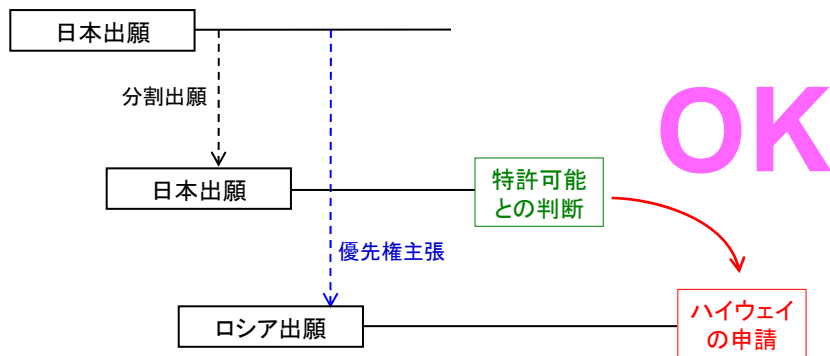 日本出願
分割出願
OK
日本出願
特許可能
との判断
優先権主張
ロシア出願
ハイウェイ
の申請